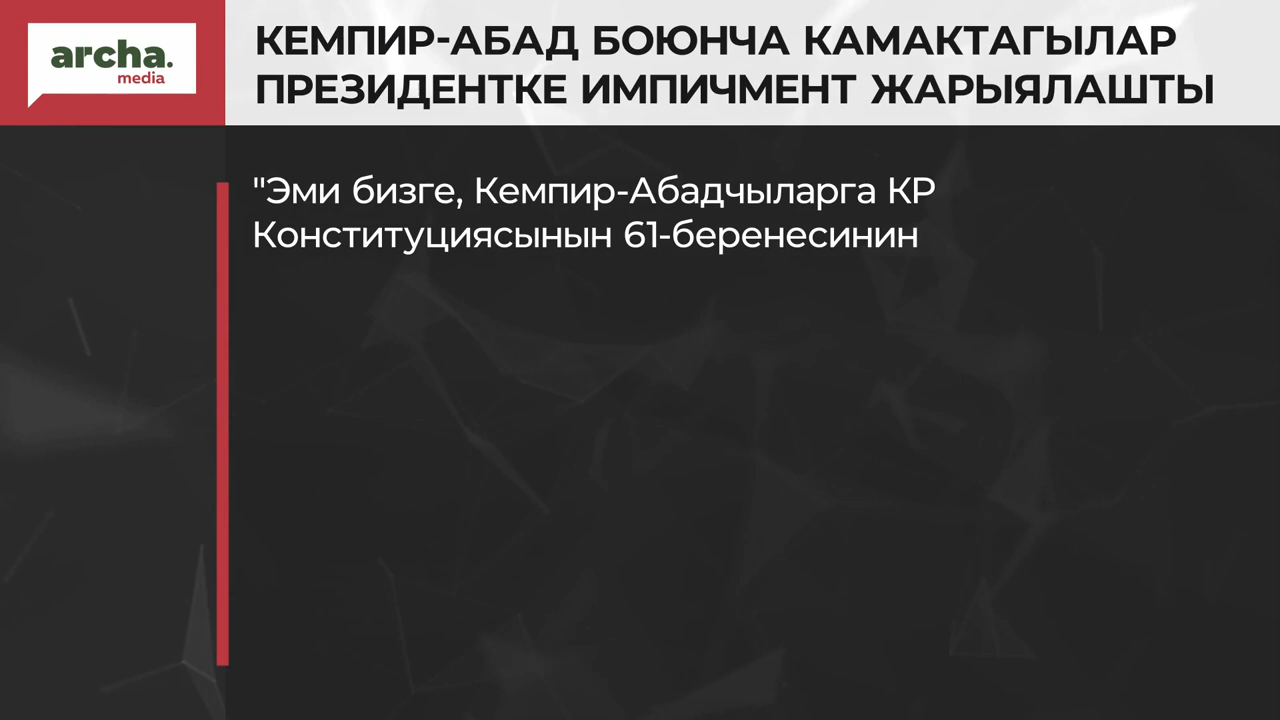 archa.
media
КЕМПИР-АБАД БОЮНЧА КАМАКТАГЫЛАР
ПРЕЗИДЕНТКЕ ИМПИЧМЕНТ ЖАРЫЯЛАШТЫ
"Эми бизге, Кемпир-Абадчыларга КР
Конституциясынын 61-беренесинин